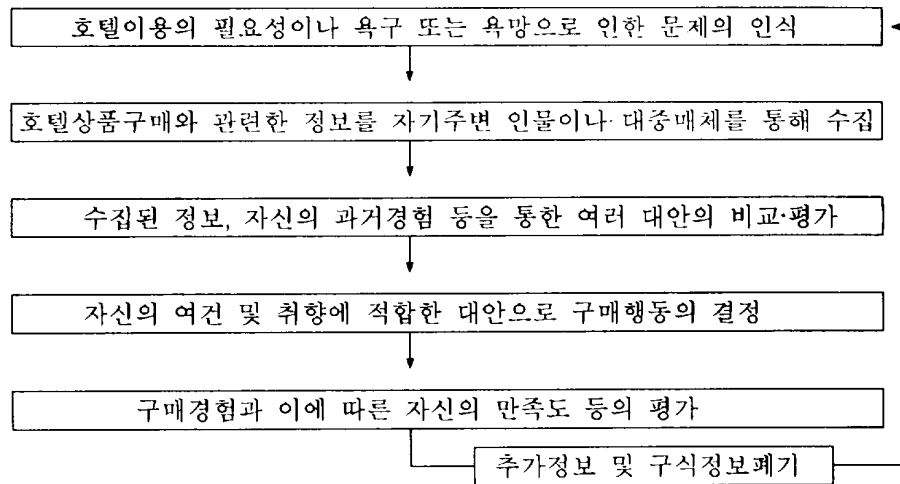 호텔이용의 필요성이나 욕구 또는 욕망으로 인한 문제의 인식
호텔상품구매와 관련한 정보를 자기주변 인물이나 대중매체를 통해 수집
수집된 정보, 자신의 과거경험 등을 통한 여러 대안의 비교·평가
자신의 여건 및 취향에 적합한 대안으로 구매행동의 결정
구매경험과 이에 따른 자신의 만족도 등의 평가
추가정보 및 구식정보폐기